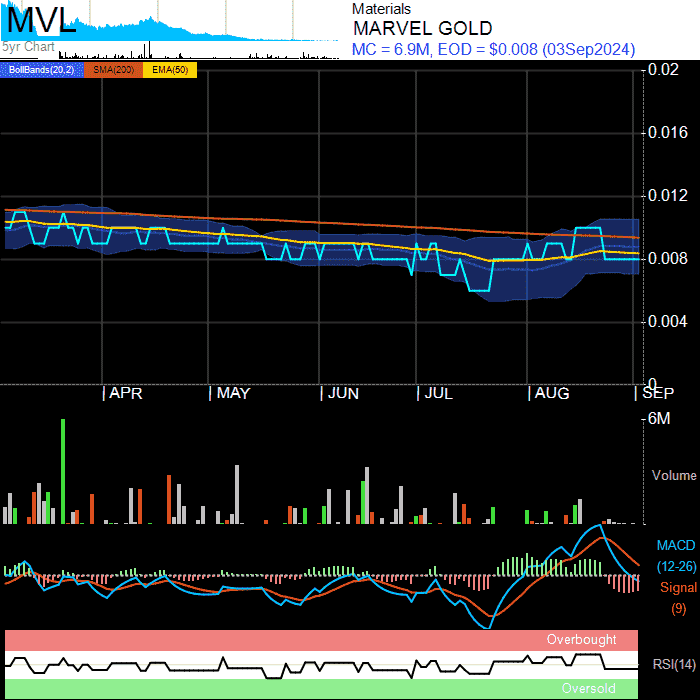 MVL
5yr Chart
Materials
MARVEL GOLD
MC = 6.9M, EOD = $0.008 (03Sep2024)
BollBands(20,2) SMA(200) EMA(50)
0.02
0.016
0.012
0.008
0.004
0
APR MAY JUN JUL AUG SEP
6M
Volume
MACD
(12-26)
Signal
(9)
Overbought
RSI(14)
Oversold